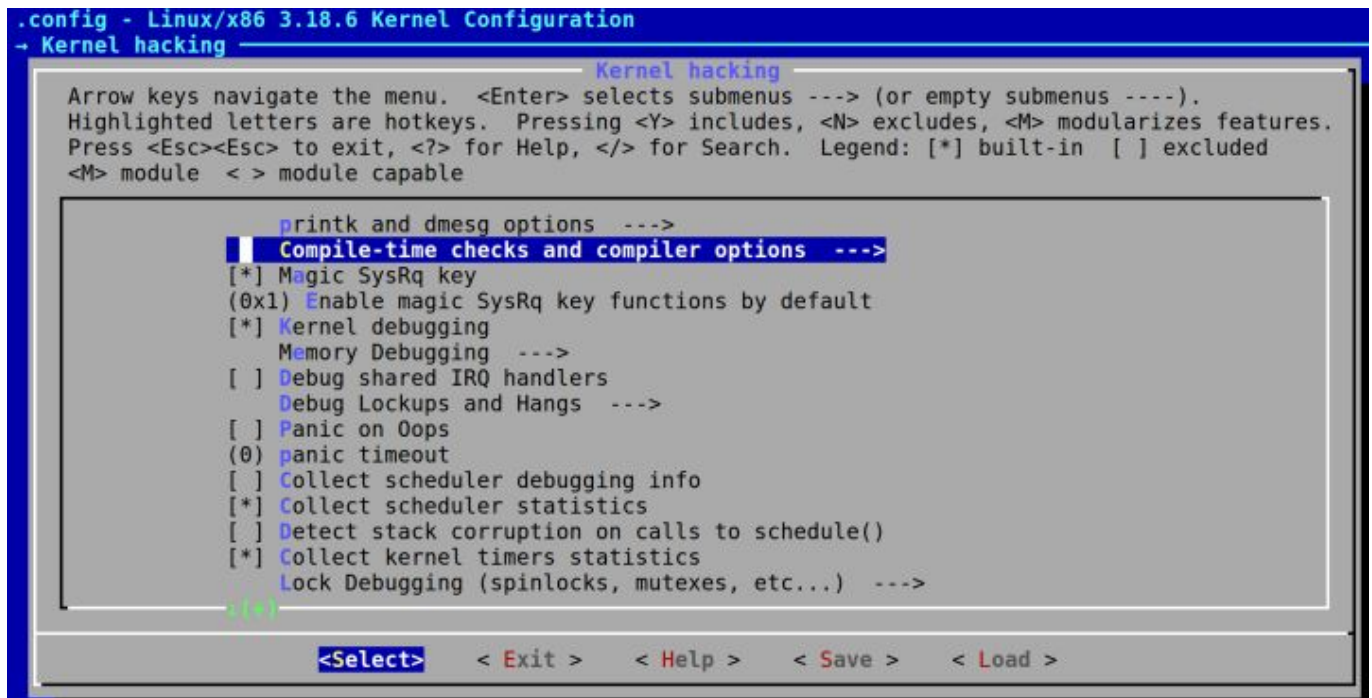 .config - Linux/x86 3.18.6 Kernel Configuration
→ Kernel hacking
Kernel hacking
Arrow keys navigate the menu.  <Enter> selects submenus ---> (or empty submenus ----).
Highlighted letters are hotkeys.  Pressing <Y> includes, <N> excludes, <M> modularizes features.
Press <Esc><Esc> to exit, <?> for Help, </> for Search.  Legend: [*] built-in  [ ] excluded
<M> module  < > module capable
printk and dmesg options  --->
Compile-time checks and compiler options  --->
[*] Magic SysRq key
(0x1) Enable magic SysRq key functions by default
[*] Kernel debugging
Memory Debugging  --->
[ ] Debug shared IRQ handlers
Debug Lockups and Hangs  --->
[ ] Panic on Oops
(0) panic timeout
[ ] Collect scheduler debugging info
[*] Collect scheduler statistics
[ ] Detect stack corruption on calls to schedule()
[*] Collect kernel timers statistics
Lock Debugging (spinlocks, mutexes, etc...)  --->
↓(+)
<Select>    < Exit >    < Help >    < Save >    < Load >